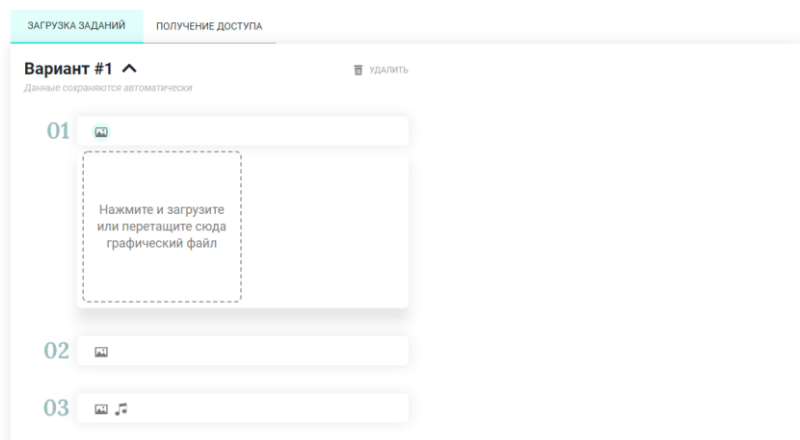 ЗАГРУЗКА ЗАДАНИЙ ПОЛУЧЕНИЕ ДОСТУПА
Вариант #1 УДАЛИТЬ
Данные сохраняются автоматически
01
Нажмите и загрузите
или перетащите сюда
графический файл
02
03